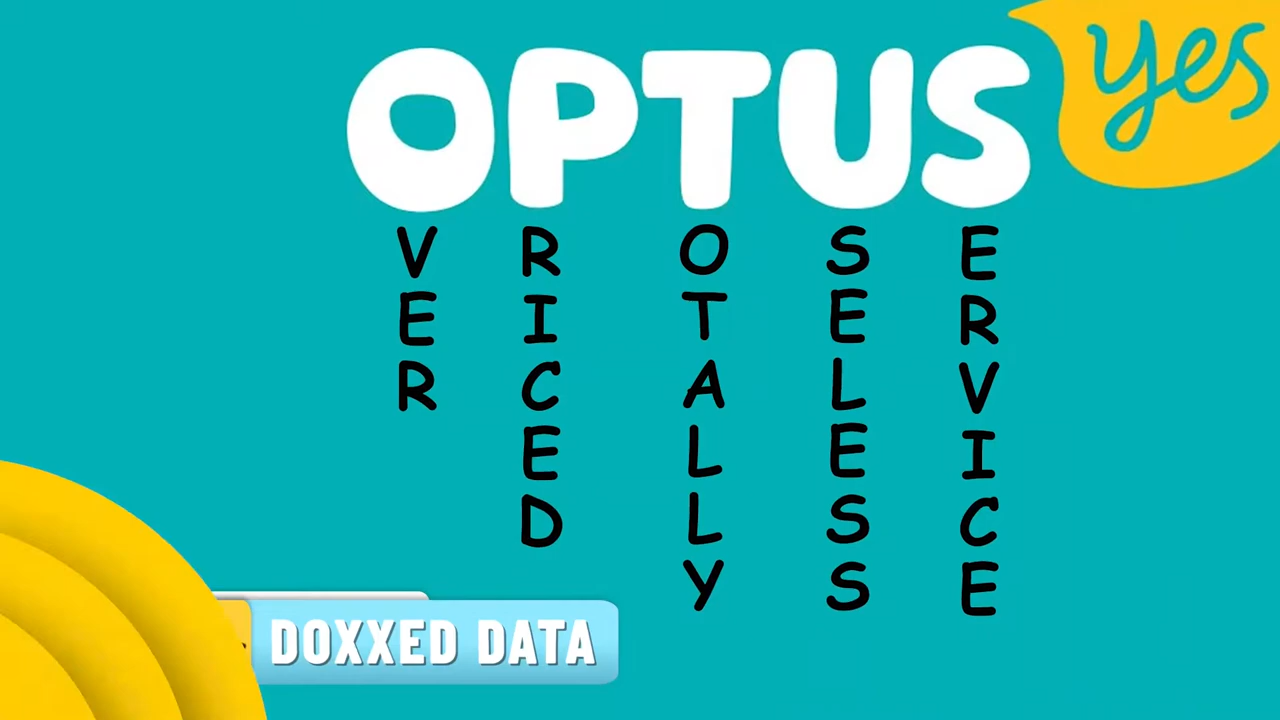 OPTUS
yes
VER
RICED
OTALLY
SELESS
ERVICE
DOXXED DATA